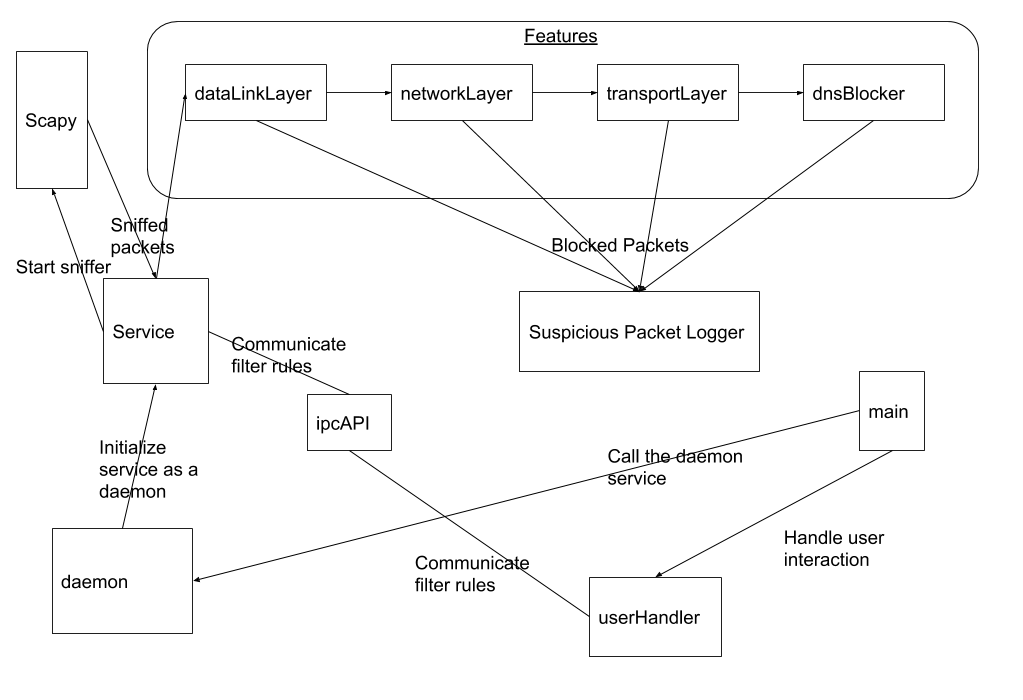 Features
dataLinkLayer
networkLayer
transportLayer
dnsBlocker
Scapy
Sniffed
packets
Start sniffer
Blocked Packets
Service
Suspicious Packet Logger
Communicate
filter rules
ipcAPI
main
Initialize
service as a
daemon
Call the daemon
service
Handle user
interaction
daemon
Communicate
filter rules
userHandler